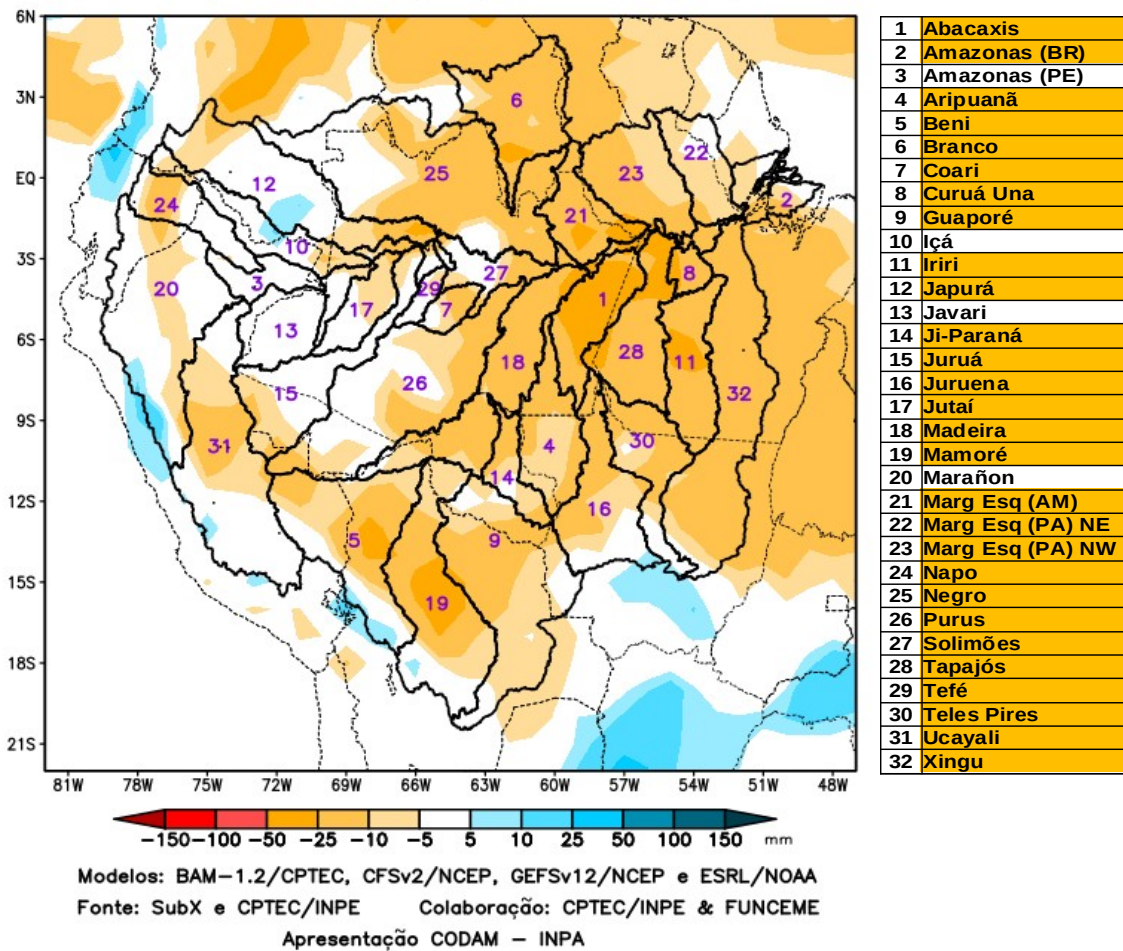 6N
3N
EQ
3S
6S
9S
12S
15S
18S
21S
81W 78W 75W 72W 69W 66W 63W 60W 57W 54W 51W 48W
6
22
12
25
23
24
2
21
10
3
27
8
20
29
1
17
7
13
28
11
18
26
15
32
31
4
30
14
16
5
9
19
-150 -100 -50 -25 -10 -5 5 10 25 50 100 150 mm
Modelos: BAM-1.2/CPTEC, CFSv2/NCEP, GEFSv12/NCEP e ESRL/NOAA
Fonte: SubX e CPTEC/INPE Colaboração: CPTEC/INPE & FUNCEME
Apresentação CODAM - INPA
1 Abacaxis
2 Amazonas (BR)
3 Amazonas (PE)
4 Aripuanã
5 Beni
6 Branco
7 Coari
8 Curuá Una
9 Guaporé
10 Içá
11 Iriri
12 Japurá
13 Javari
14 Ji-Paraná
15 Juruá
16 Juruena
17 Jutaí
18 Madeira
19 Mamoré
20 Marañon
21 Marg Esq (AM)
22 Marg Esq (PA) NE
23 Marg Esq (PA) NW
24 Napo
25 Negro
26 Purus
27 Solimões
28 Tapajós
29 Tefé
30 Teles Pires
31 Ucayali
32 Xingu